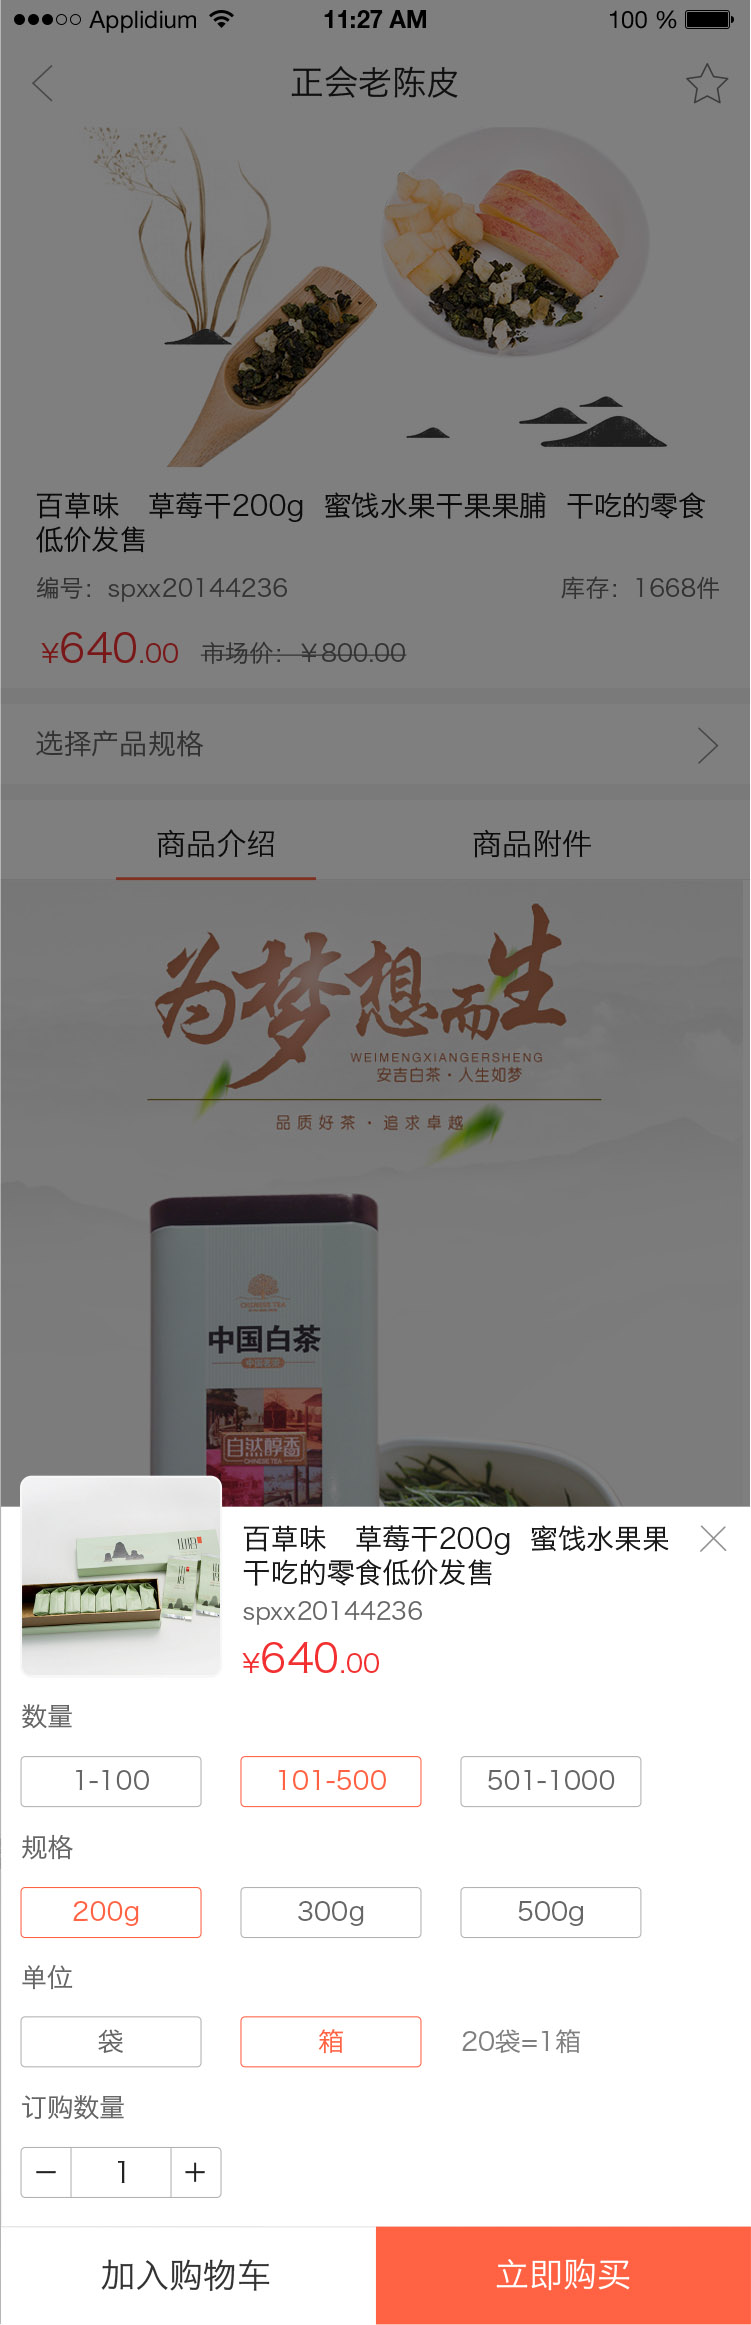 Applidium 11:27 AM 100 %
正会老陈皮
百草味 草莓干200g 蜜饯水果干果果脯 干吃的零食
低价发售
编号：spxx20144236 库存：1668件
¥640.00 市场价：￥800.00
选择产品规格
商品介绍 商品附件
为梦想而生
WEIMENGXIANGERSHENG
安吉白茶·人生如梦
品质好茶·追求卓越
CHINESE TEA
中国白茶
中国茗茶
自然醇香
CHINESE TEA
百草味 草莓干200g 蜜饯水果果
干吃的零食低价发售
spxx20144236
¥640.00
数量
1-100 101-500 501-1000
规格
200g 300g 500g
单位
袋 箱 20袋=1箱
订购数量
− 1 +
加入购物车 立即购买